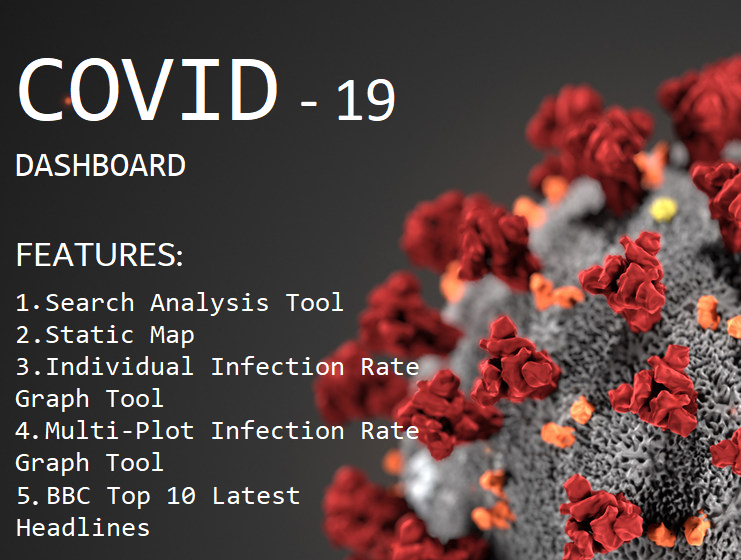 COVID - 19
DASHBOARD
FEATURES:
1.Search Analysis Tool
2.Static Map
3.Individual Infection Rate
Graph Tool
4.Multi-Plot Infection Rate
Graph Tool
5.BBC Top 10 Latest
Headlines